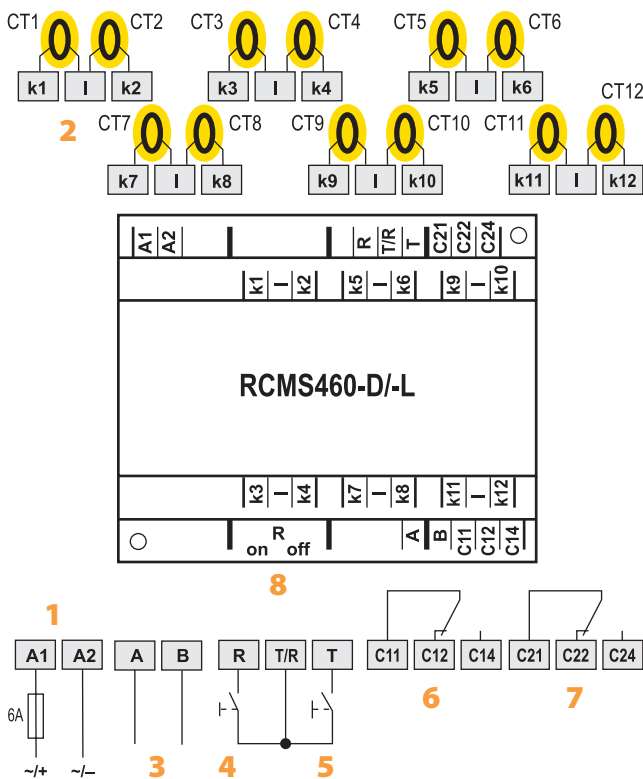 CT1 CT2 CT3 CT4 CT5 CT6
k1 I k2 k3 I k4 k5 I k6
2 CT7 CT8 CT9 CT10 CT11 CT12
k7 I k8 k9 I k10 k11 I k12
A1 A2 R T/R T C21 C22 C24
k1 I k2 k5 I k6 k9 I k10
RCMS460-D/-L
k3 I k4 k7 I k8 k11 I k12
R on off A B C11 C12 C14
8
1
A1 A2 A B R T/R T C11 C12 C14 C21 C22 C24
6A
6 7
~/+ ~/– 3 4 5